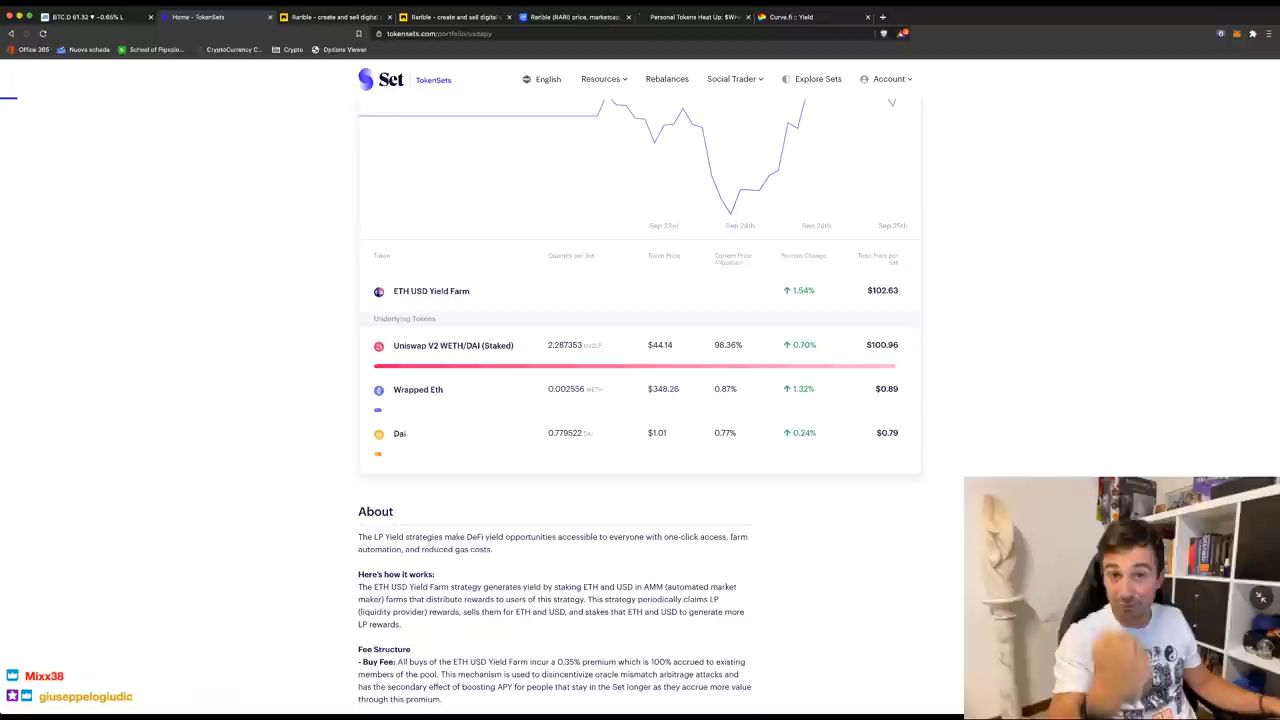 BTC.D 61.32 ▼ −0.65% L
Home - TokenSets
Rarible - create and sell digital
Rarible - create and sell digital
Rarible (RARI) price, marketcap
Personal Tokens Heat Up: $Wh
Curve.fi :: Yield
tokensets.com/portfolio/usdapy
Office 365
Nuova scheda
School of Pipsolo...
CryptoCurrency C...
Crypto
Options Viewer
Set
TokenSets
English
Resources
Rebalances
Social Trader
Explore Sets
Account
Sep 23rd
Sep 24th
Sep 24th
Sep 25th
Token
Quantity per Set
Token Price
Current Price Allocation
Percent Change
Total Price per Set
ETH USD Yield Farm
↑ 1.54%
$102.63
Underlying Tokens
Uniswap V2 WETH/DAI (Staked)
2.287353
$44.14
98.36%
↑ 0.70%
$100.96
Wrapped Eth
0.002556 WETH
$348.26
0.87%
↑ 1.32%
$0.89
Dai
0.779522 DAI
$1.01
0.77%
↑ 0.24%
$0.79
About
The LP Yield strategies make DeFi yield opportunities accessible to everyone with one-click access, farm
automation, and reduced gas costs.
Here's how it works:
The ETH USD Yield Farm strategy generates yield by staking ETH and USD in AMM (automated market
maker) farms that distribute rewards to users of this strategy. This strategy periodically claims LP
(liquidity provider) rewards, sells them for ETH and USD, and stakes that ETH and USD to generate more
LP rewards.
Fee Structure
- Buy Fee: All buys of the ETH USD Yield Farm incur a 0.35% premium which is 100% accrued to existing
members of the pool. This mechanism is used to disincentivize oracle mismatch arbitrage attacks and
has the secondary effect of boosting APY for people that stay in the Set longer as they accrue more value
through this premium.
Mixx38
giuseppelogiudic